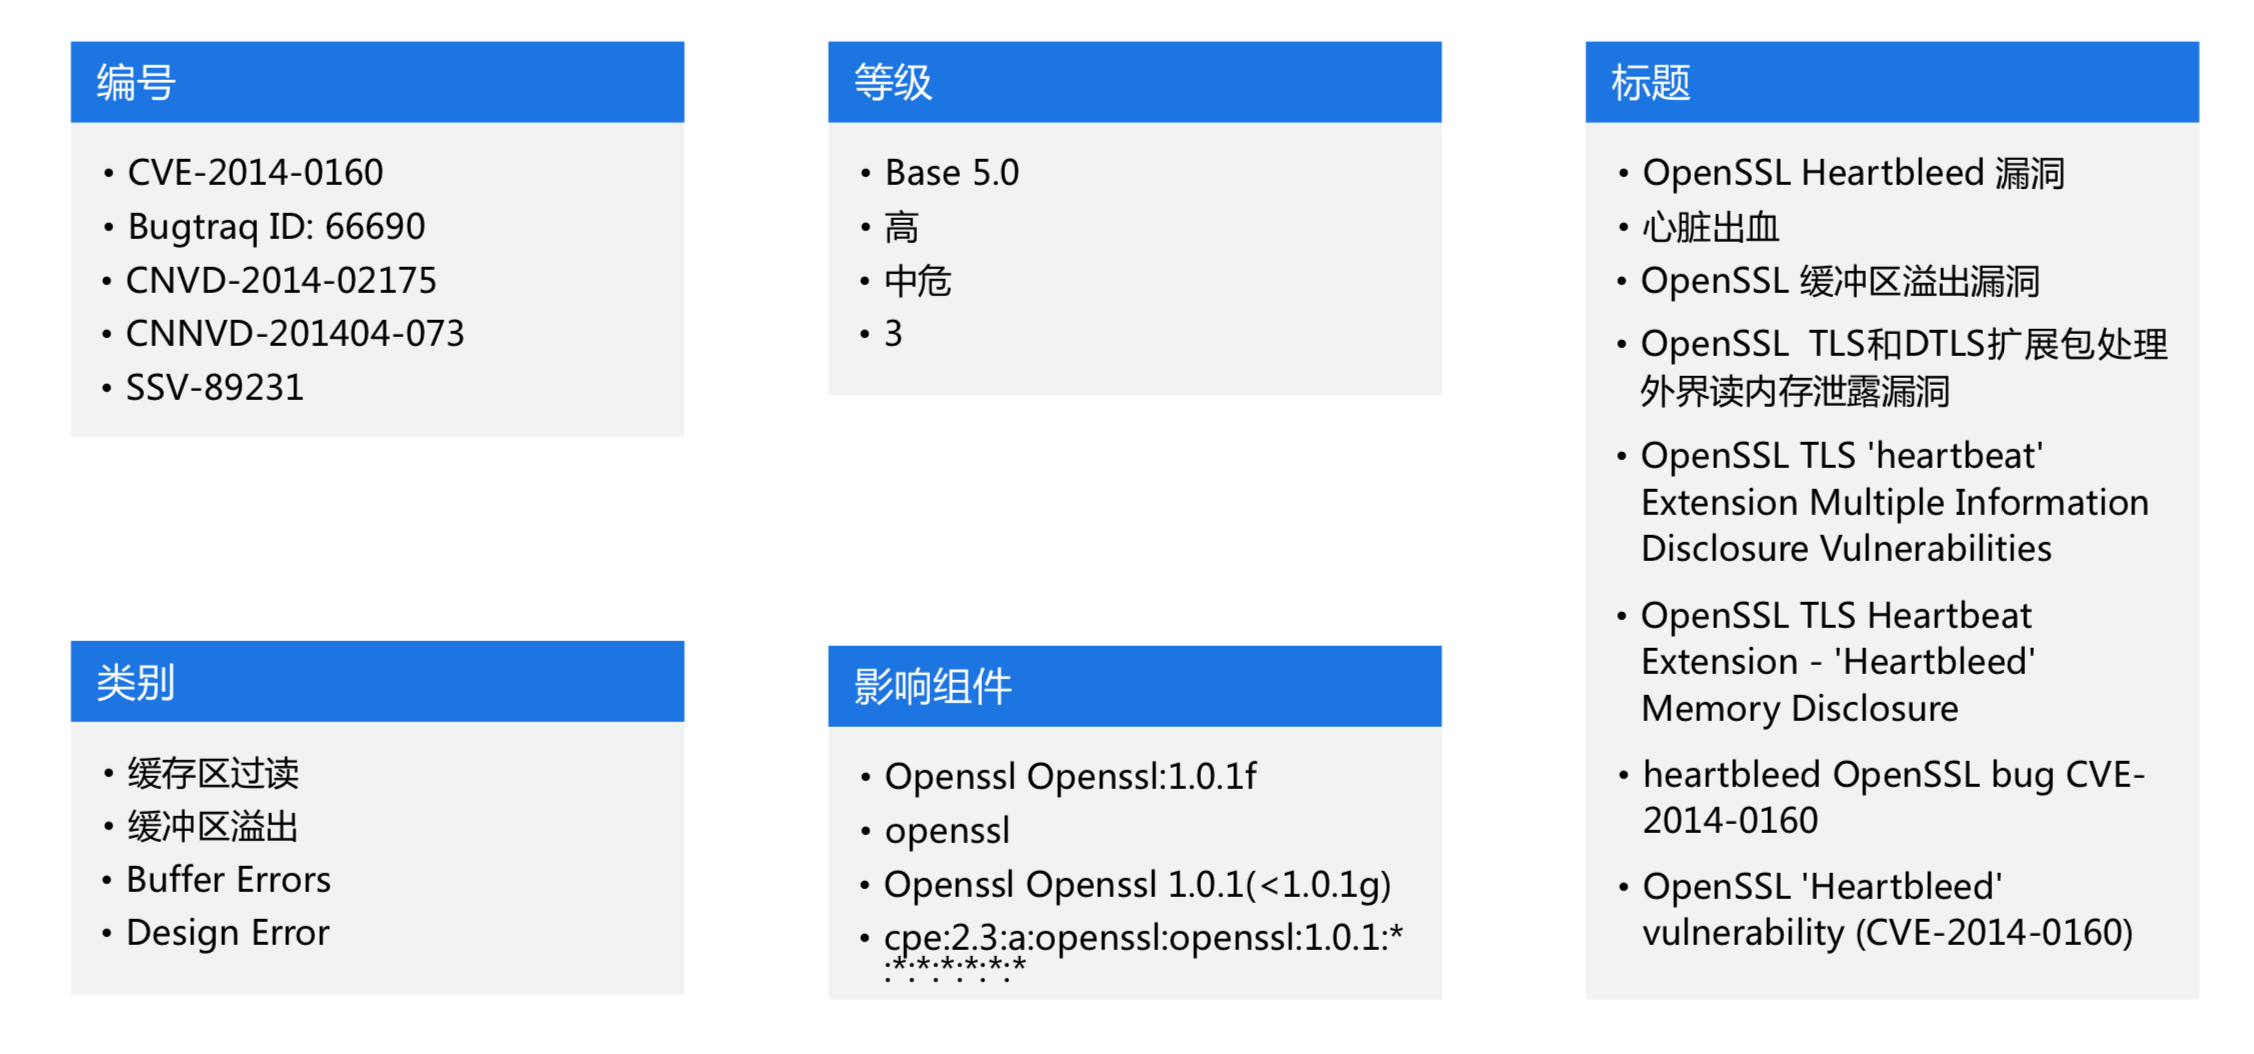 编号
• CVE-2014-0160
• Bugtraq ID: 66690
• CNVD-2014-02175
• CNNVD-201404-073
• SSV-89231
等级
• Base 5.0
• 高
• 中危
• 3
标题
• OpenSSL Heartbleed 漏洞
• 心脏出血
• OpenSSL 缓冲区溢出漏洞
• OpenSSL  TLS和DTLS扩展包处理
外界读内存泄露漏洞
• OpenSSL TLS 'heartbeat'
Extension Multiple Information
Disclosure Vulnerabilities
• OpenSSL TLS Heartbeat
Extension - 'Heartbleed'
Memory Disclosure
• heartbleed OpenSSL bug CVE-
2014-0160
• OpenSSL 'Heartbleed'
vulnerability (CVE-2014-0160)
类别
• 缓存区过读
• 缓冲区溢出
• Buffer Errors
• Design Error
影响组件
• Openssl Openssl:1.0.1f
• openssl
• Openssl Openssl 1.0.1(<1.0.1g)
• cpe:2.3:a:openssl:openssl:1.0.1:*
:*:*:*:*:*:*